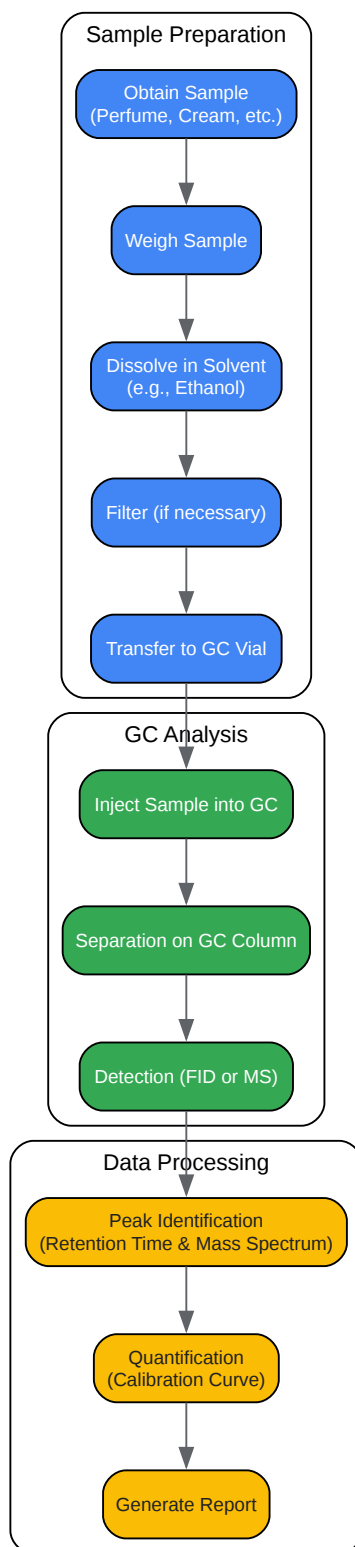 Sample Preparation
Obtain Sample
(Perfume, Cream, etc.)
Weigh Sample
Dissolve in Solvent
(e.g., Ethanol)
Filter (if necessary)
Transfer to GC Vial
GC Analysis
Inject Sample into GC
Separation on GC Column
Detection (FID or MS)
Data Processing
Peak Identification
(Retention Time & Mass Spectrum)
Quantification
(Calibration Curve)
Generate Report